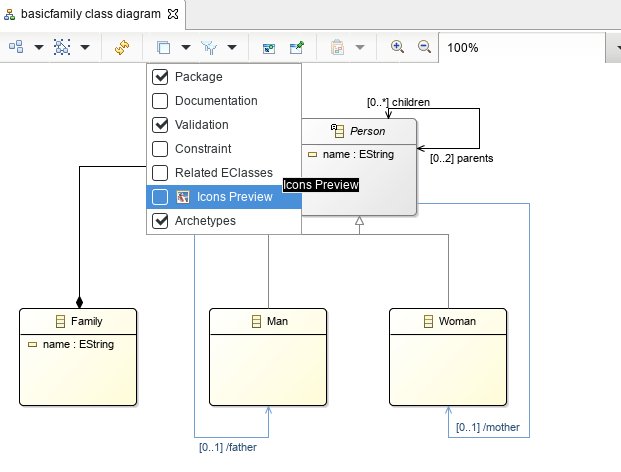 basicfamily class diagram
100%
Package
Documentation
Validation
Constraint
Related EClasses
Icons Preview
Archetypes
Icons Preview
[0..*] children
Person
name : EString
[0..2] parents
Family
name : EString
Man
Woman
[0..1] /father
[0..1] /mother